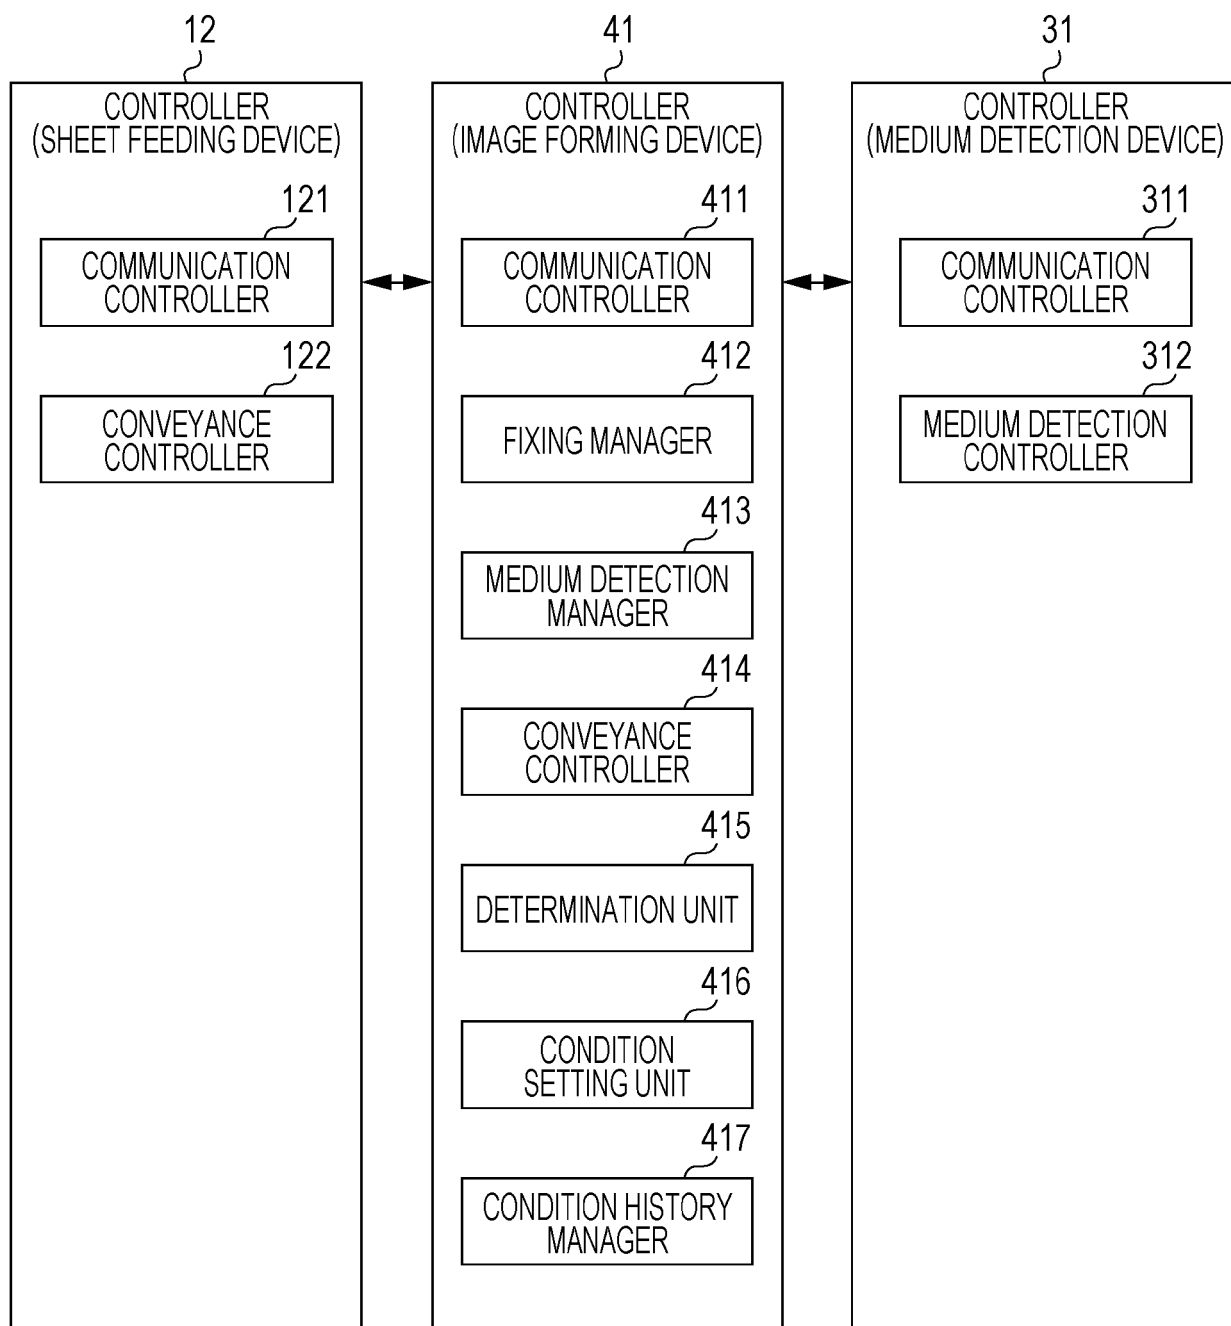 12
CONTROLLER
(SHEET FEEDING DEVICE)
121
COMMUNICATION
CONTROLLER
122
CONVEYANCE
CONTROLLER
41
CONTROLLER
(IMAGE FORMING DEVICE)
411
COMMUNICATION
CONTROLLER
412
FIXING MANAGER
413
MEDIUM DETECTION
MANAGER
414
CONVEYANCE
CONTROLLER
415
DETERMINATION UNIT
416
CONDITION
SETTING UNIT
417
CONDITION HISTORY
MANAGER
31
CONTROLLER
(MEDIUM DETECTION DEVICE)
311
COMMUNICATION
CONTROLLER
312
MEDIUM DETECTION
CONTROLLER